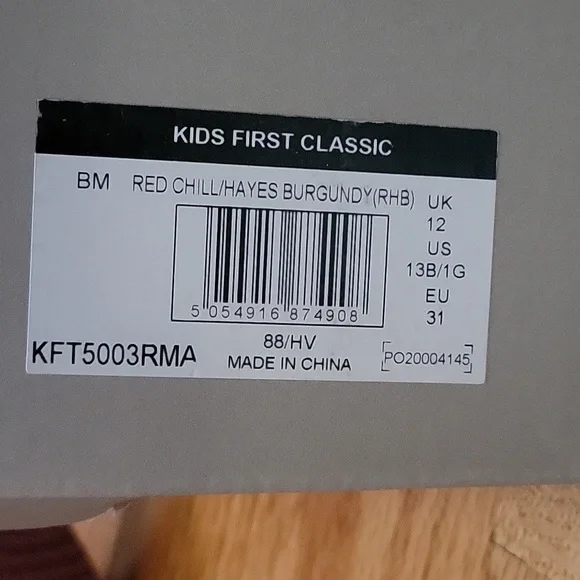 KIDS FIRST CLASSIC
BM RED CHILL/HAYES BURGUNDY(RHB) UK
12
US
13B/1G
EU
31
5 054916 874908
88/HV
KFT5003RMA MADE IN CHINA PO20004145